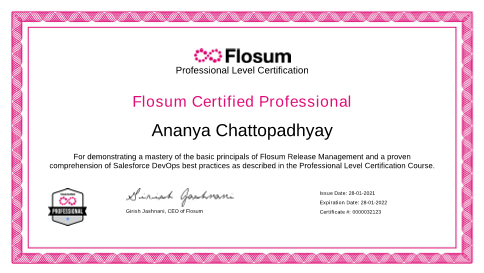 Flosum
Professional Level Certification
Flosum Certified Professional
Ananya Chattopadhyay
For demonstrating a mastery of the basic principals of Flosum Release Management and a proven
comprehension of Salesforce DevOps best practices as described in the Professional Level Certification Course.
PROFESSIONAL
Girish Jashnani
Girish Jashnani, CEO of Flosum
Issue Date: 28-01-2021
Expiration Date: 28-01-2022
Certificate #: 0000032123